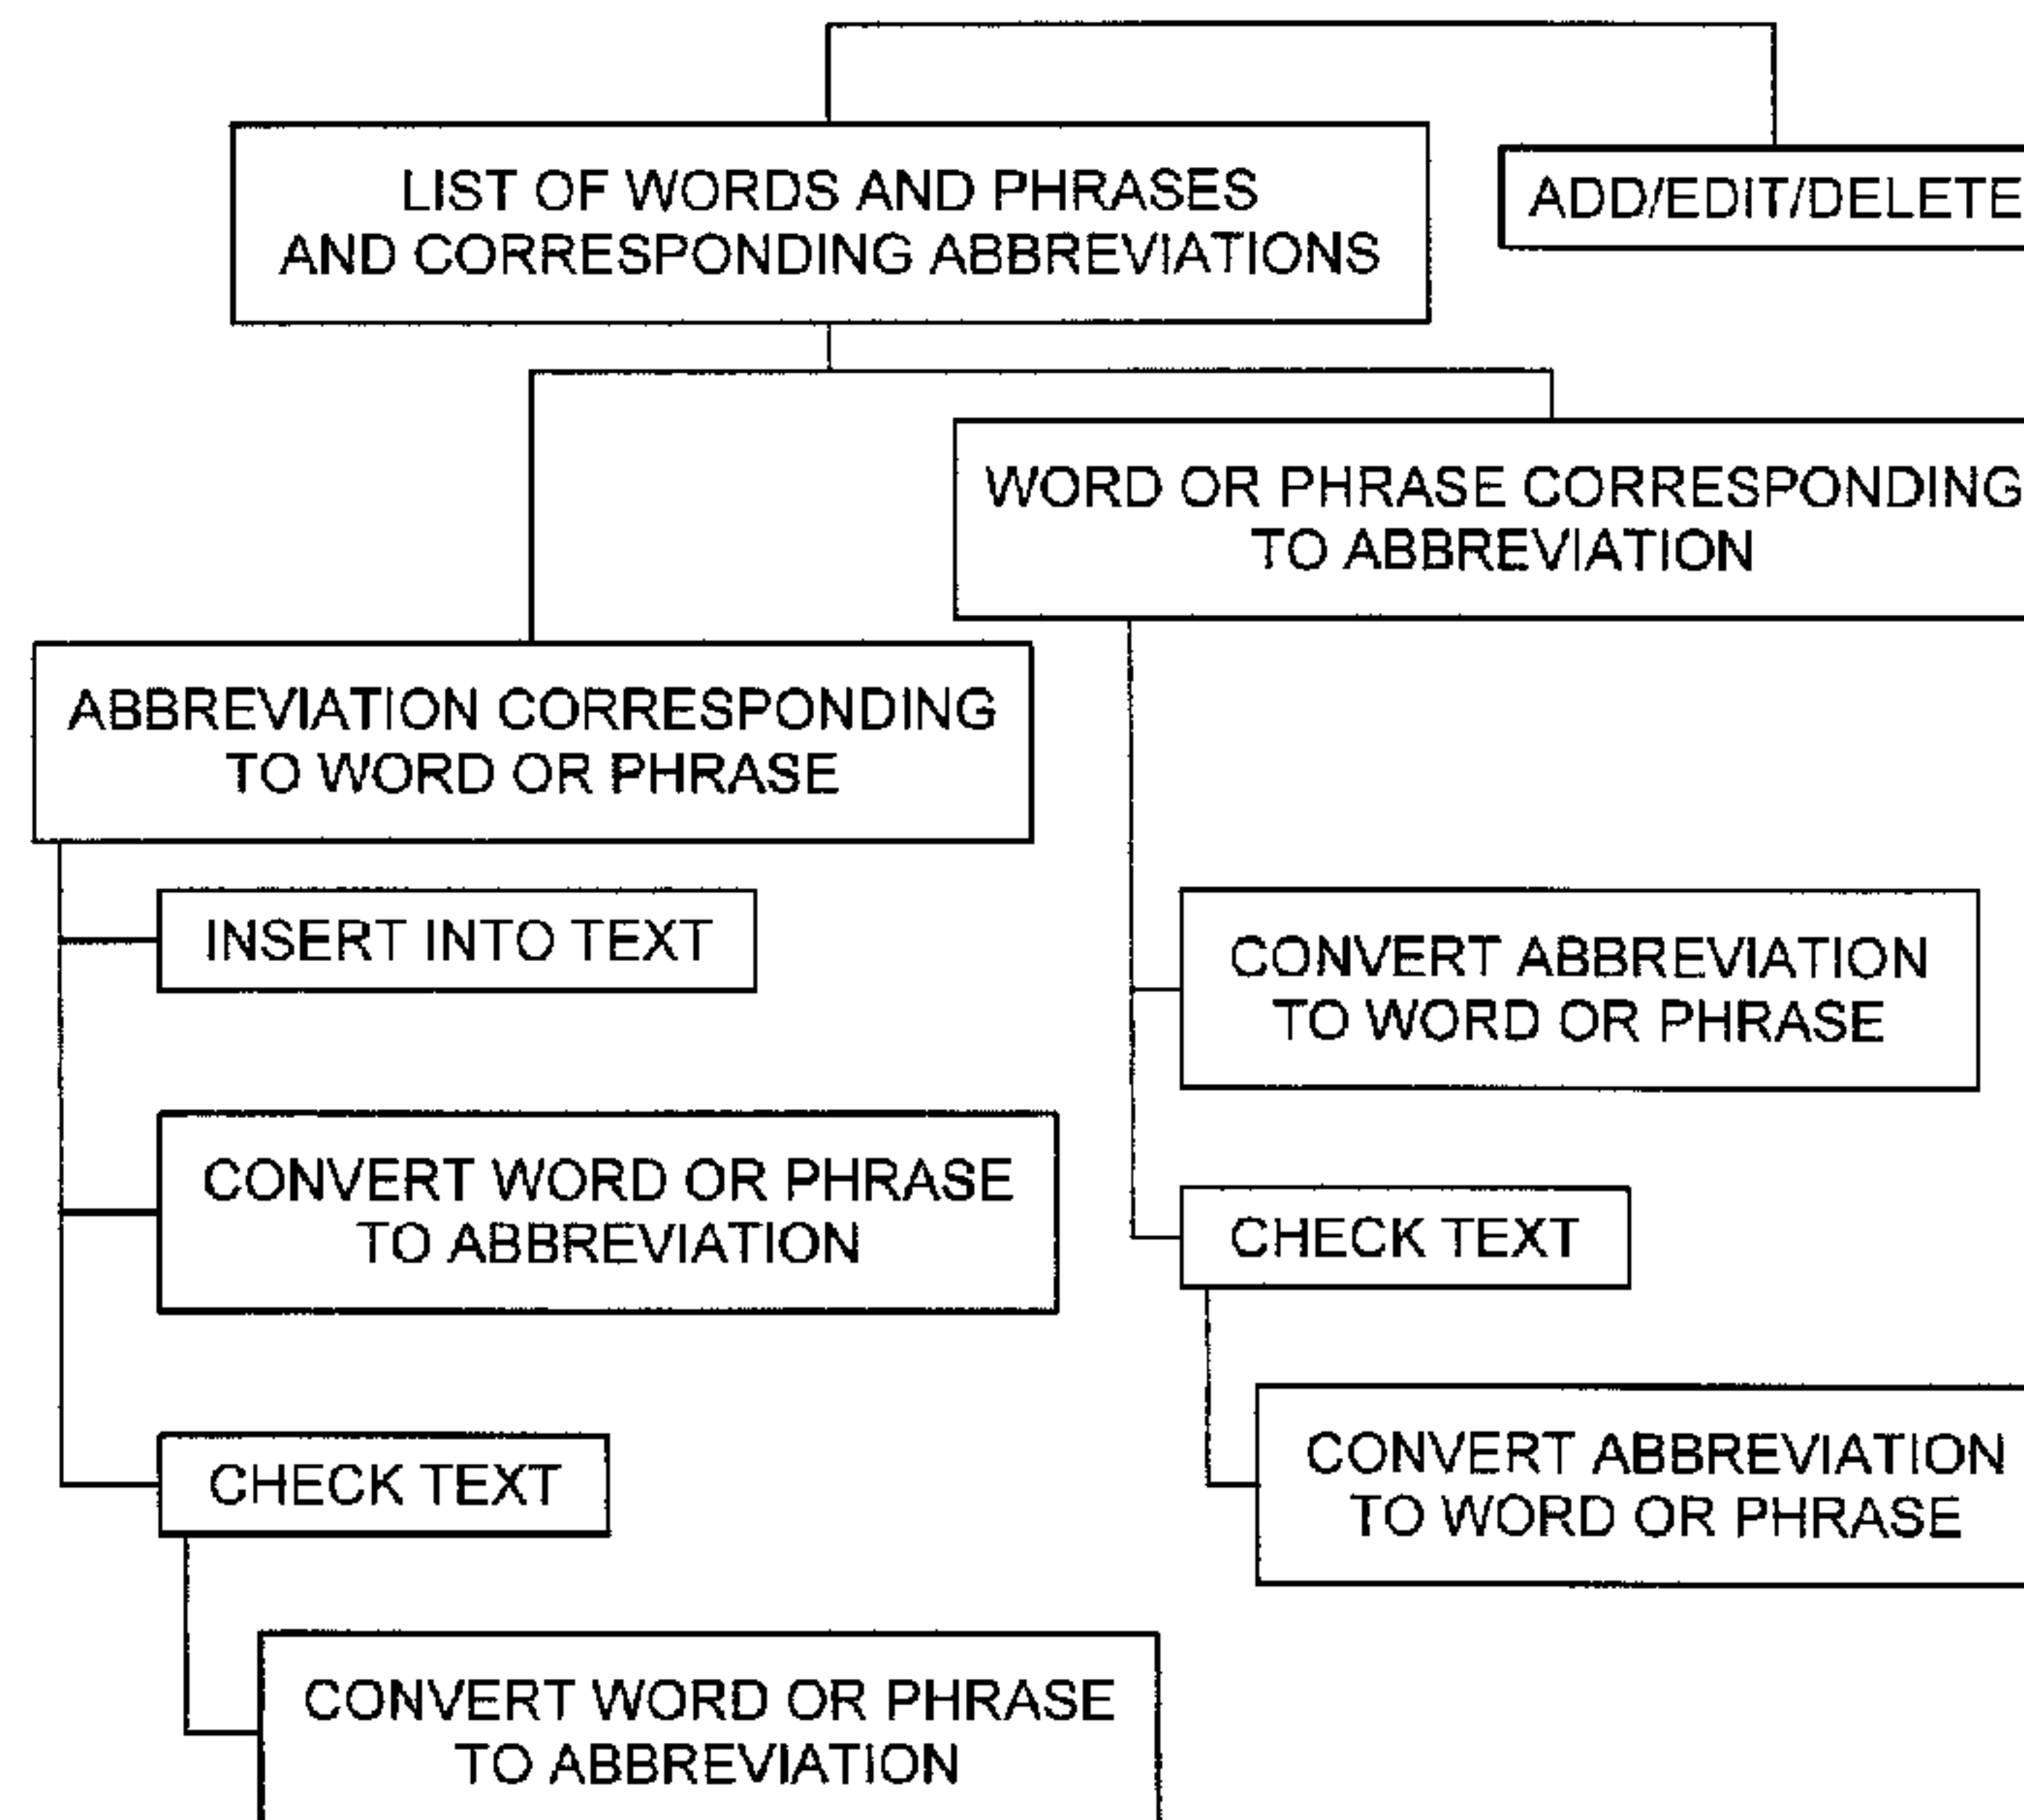 LIST OF WORDS AND PHRASES
AND CORRESPONDING ABBREVIATIONS
ADD/EDIT/DELETE
WORD OR PHRASE CORRESPONDING
TO ABBREVIATION
ABBREVIATION CORRESPONDING
TO WORD OR PHRASE
INSERT INTO TEXT
CONVERT WORD OR PHRASE
TO ABBREVIATION
CHECK TEXT
CONVERT WORD OR PHRASE
TO ABBREVIATION
CONVERT ABBREVIATION
TO WORD OR PHRASE
CHECK TEXT
CONVERT ABBREVIATION
TO WORD OR PHRASE